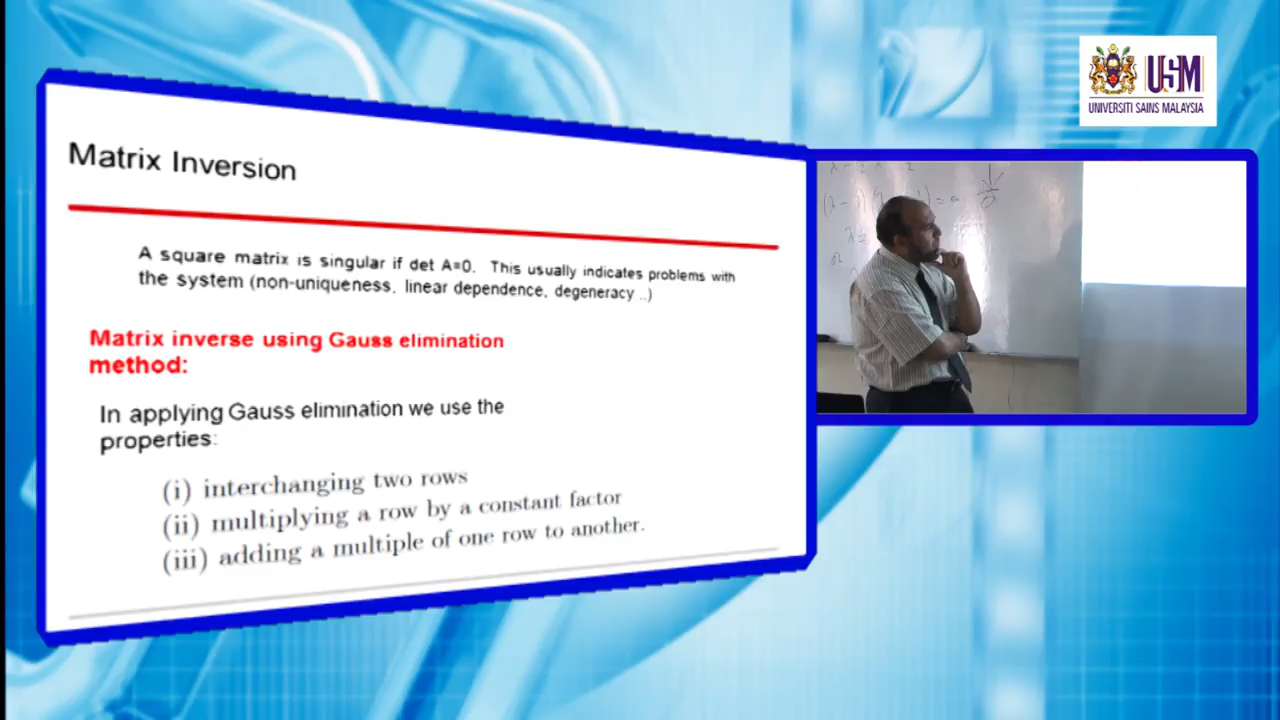 Matrix Inversion
A square matrix is singular if det A=0. This usually indicates problems with
the system (non-uniqueness, linear dependence, degeneracy ..)
Matrix inverse using Gauss elimination
method:
In applying Gauss elimination we use the
properties:
(i) interchanging two rows
(ii) multiplying a row by a constant factor
(iii) adding a multiple of one row to another.
USM
UNIVERSITI SAINS MALAYSIA